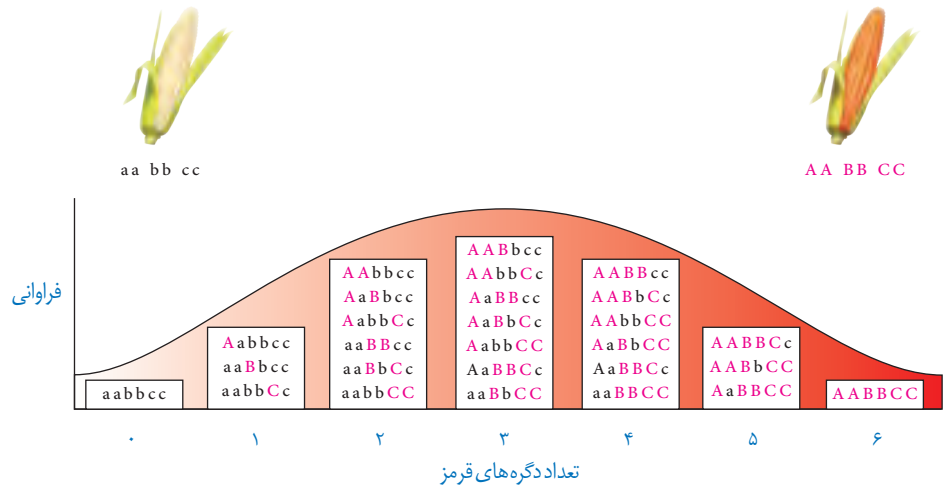 aa bb cc
AA BB CC
فراوانی
aabbcc
Aabbcc
aaBbcc
aabbCc
AAbbcc
AaBbcc
AabbCc
aaBBcc
aaBbCc
aabbCC
AABbcc
AAbbCc
AaBBcc
AaBbCc
AabbCC
AaBBCc
aaBbCC
AABBcc
AABbCc
AAbbCC
AaBbCC
AaBBCc
aaBBCC
AABBCc
AABbCC
AaBBCC
AABBCC
۰ ۱ ۲ ۳ ۴ ۵ ۶
تعداد دگره‌های قرمز